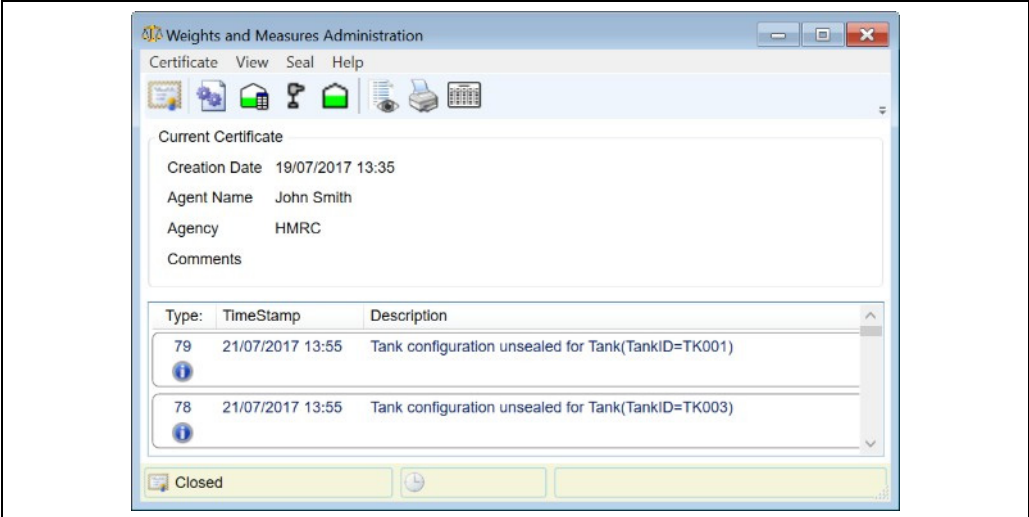 Weights and Measures Administration
Certificate View Seal Help
Current Certificate
Creation Date 19/07/2017 13:35
Agent Name John Smith
Agency HMRC
Comments
Type: TimeStamp Description
79 21/07/2017 13:55 Tank configuration unsealed for Tank(TankID=TK001)
78 21/07/2017 13:55 Tank configuration unsealed for Tank(TankID=TK003)
Closed